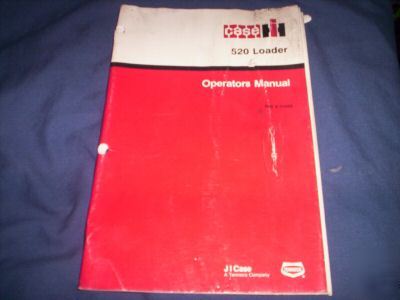 case IH
520 Loader
Operators Manual
J I Case
A Tenneco Company
TENNECO